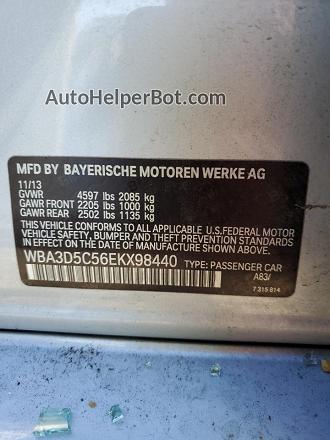 AutoHelperBot.com
MFD BY BAYERISCHE MOTOREN WERKE AG
11/13
GVWR 4597 lbs 2085 kg
GAWR FRONT 2205 lbs 1000 kg
GAWR REAR 2502 lbs 1135 kg
THIS VEHICLE CONFORMS TO ALL APPLICABLE U.S.FEDERAL MOTOR
VEHICLE SAFETY, BUMPER, AND THEFT PREVENTION STANDARDS IN
EFFECT ON THE DATE OF MANUFACTURE SHOWN ABOVE.
WBA3D5C56EKX98440 TYPE: PASSENGER CAR
A83/
7 315 814